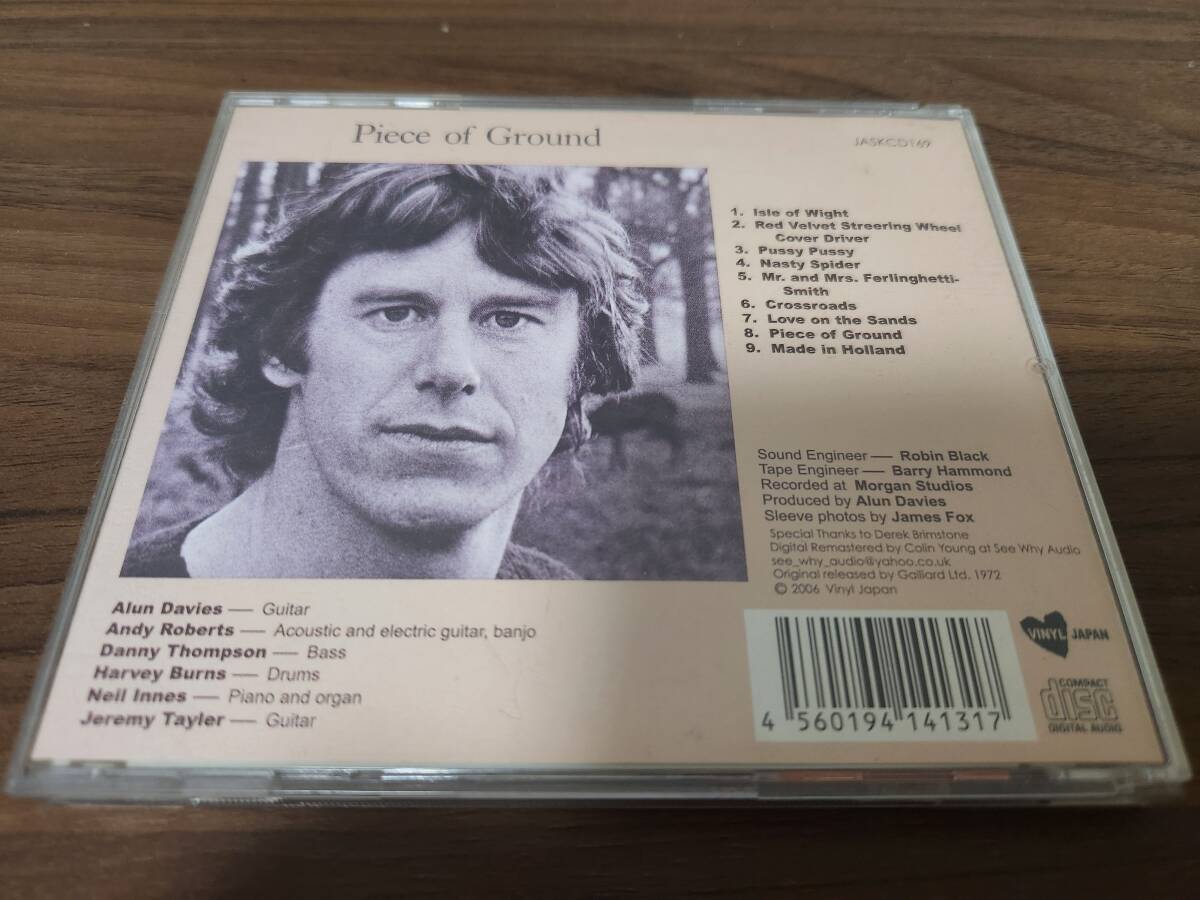 Piece of Ground
JASKCD169
1. Isle of Wight
2. Red Velvet Streering Wheel
Cover Driver
3. Pussy Pussy
4. Nasty Spider
5. Mr. and Mrs. Ferlinghetti-
Smith
6. Crossroads
7. Love on the Sands
8. Piece of Ground
9. Made in Holland
Sound Engineer — Robin Black
Tape Engineer — Barry Hammond
Recorded at Morgan Studios
Produced by Alun Davies
Sleeve photos by James Fox
Special Thanks to Derek Brimstone
Digital Remastered by Colin Young at See Why Audio
see_why_audio@yahoo.co.uk
Original released by Galliard Ltd. 1972
© 2006 Vinyl Japan
Alun Davies — Guitar
Andy Roberts — Acoustic and electric guitar, banjo
Danny Thompson — Bass
Harvey Burns — Drums
Neil Innes — Piano and organ
Jeremy Tayler — Guitar
VINYL JAPAN
COMPACT
disc
DIGITAL AUDIO
4 560194 141317